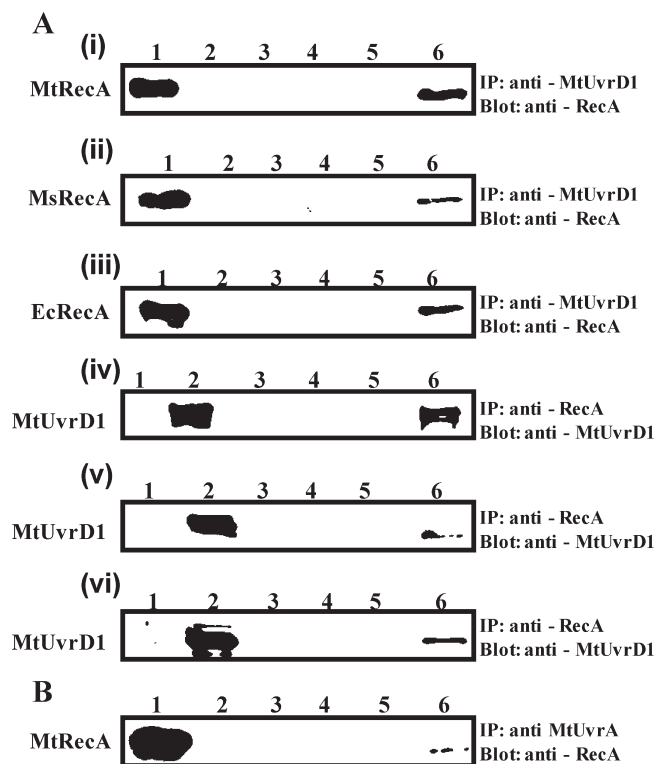 A
(i)
1 2 3 4 5 6
MtRecA
IP: anti - MtUvrD1
Blot: anti - RecA
(ii)
1 2 3 4 5 6
MsRecA
IP: anti - MtUvrD1
Blot: anti - RecA
(iii)
1 2 3 4 5 6
EcRecA
IP: anti - MtUvrD1
Blot: anti - RecA
(iv)
1 2 3 4 5 6
MtUvrD1
IP: anti - RecA
Blot: anti - MtUvrD1
(v)
1 2 3 4 5 6
MtUvrD1
IP: anti - RecA
Blot: anti - MtUvrD1
(vi)
1 2 3 4 5 6
MtUvrD1
IP: anti - RecA
Blot: anti - MtUvrD1
B
1 2 3 4 5 6
MtRecA
IP: anti MtUvrA
Blot: anti - RecA